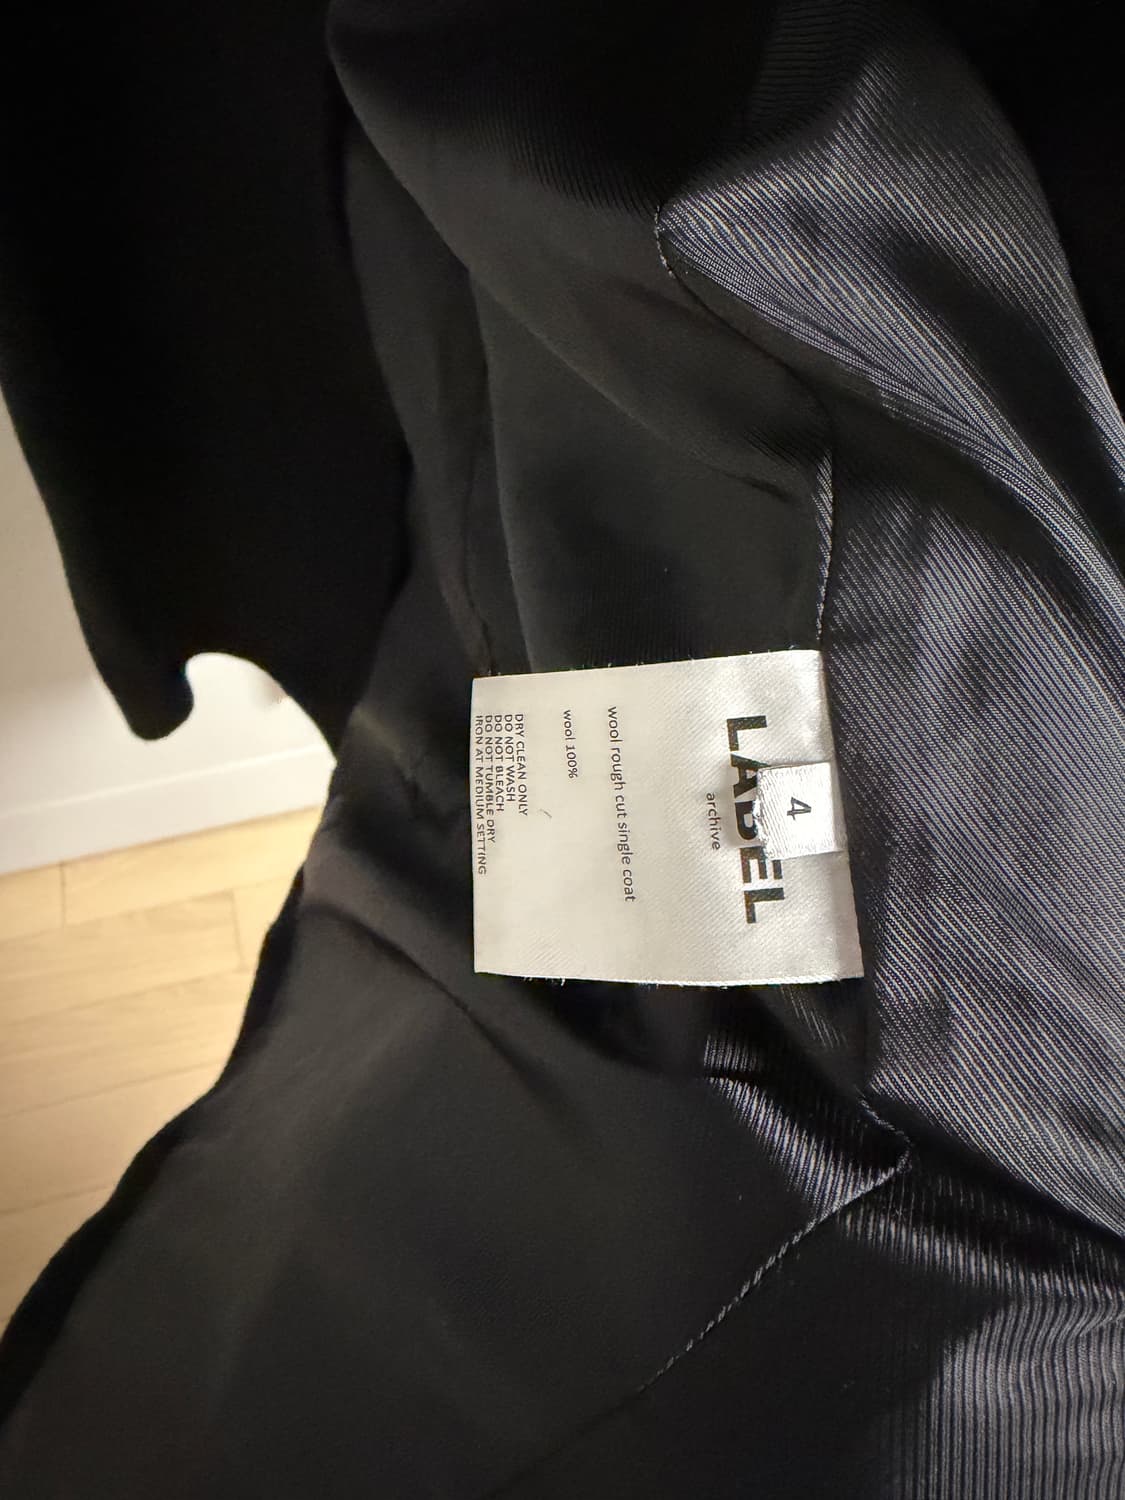 4
LABEL
archive
wool rough cut single coat
wool 100%
DRY CLEAN ONLY
DO NOT WASH
DO NOT BLEACH
DO NOT TUMBLE DRY
IRON AT MEDIUM SETTING